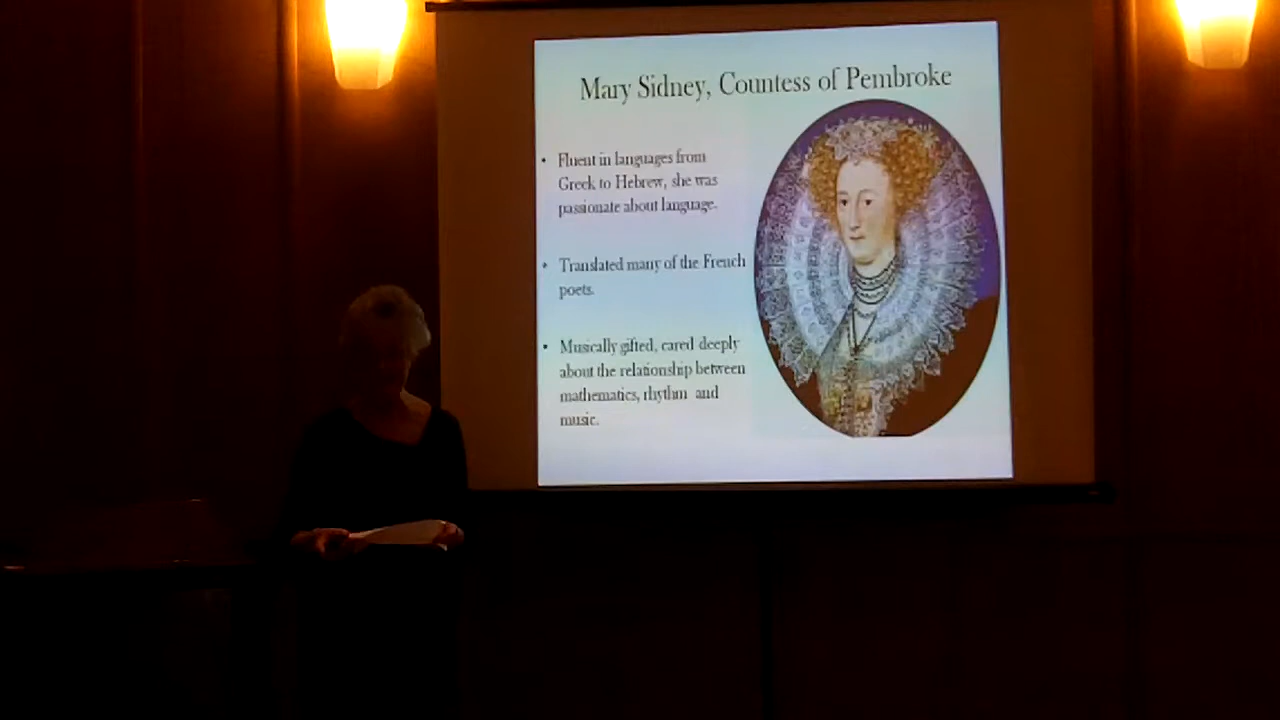 Mary Sidney, Countess of Pembroke
• Fluent in languages from
Greek to Hebrew, she was
passionate about language.
• Translated many of the French
poets.
• Musically gifted, cared deeply
about the relationship between
mathematics, rhythm and
music.